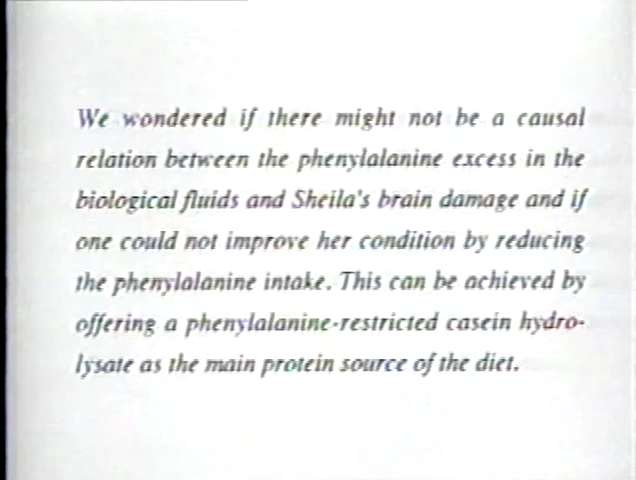 We wondered if there might not be a causal
relation between the phenylalanine excess in the
biological fluids and Sheila's brain damage and if
one could not improve her condition by reducing
the phenylalanine intake. This can be achieved by
offering a phenylalanine-restricted casein hydro-
lysate as the main protein source of the diet.